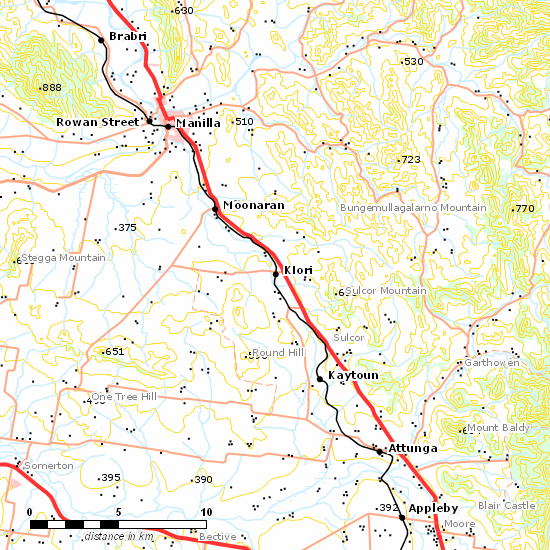 630
Brabri
530
888
Rowan Street
Manilla
510
723
Moonaran
Bungemullagalarno Mountain
770
375
Stegga Mountain
Klori
Sulcor Mountain
Sulcor
651
Round Hill
Garthowen
Kaytoun
One Tree Hill
Mount Baldy
Attunga
Somerton
395
390
Blair Castle
392
Appleby
0 5 10
Moore
distance in km
Bective